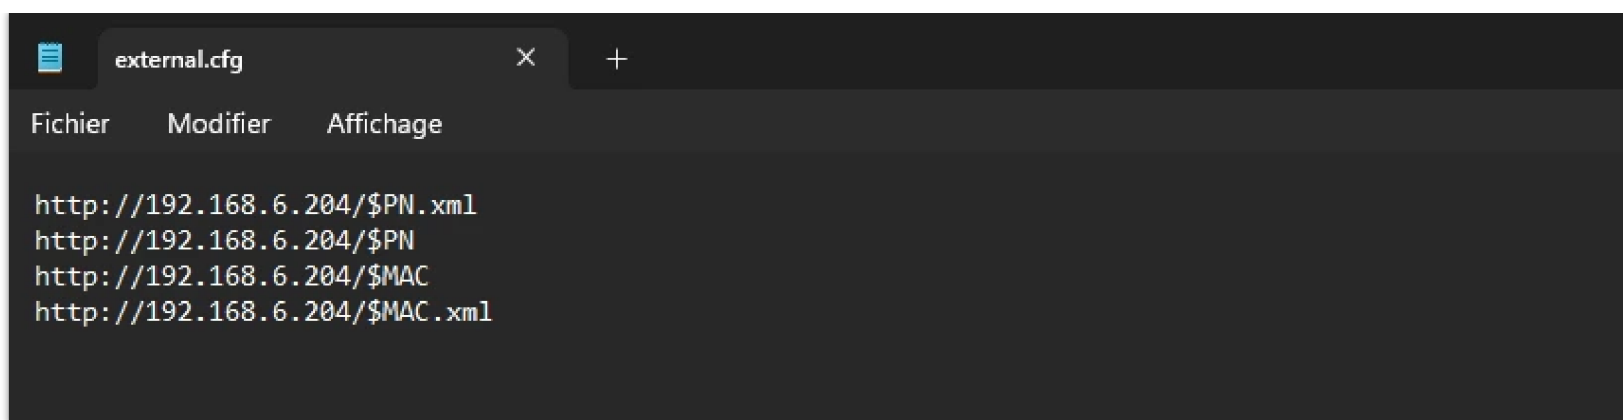 external.cfg
Fichier Modifier Affichage
http://192.168.6.204/$PN.xml
http://192.168.6.204/$PN
http://192.168.6.204/$MAC
http://192.168.6.204/$MAC.xml